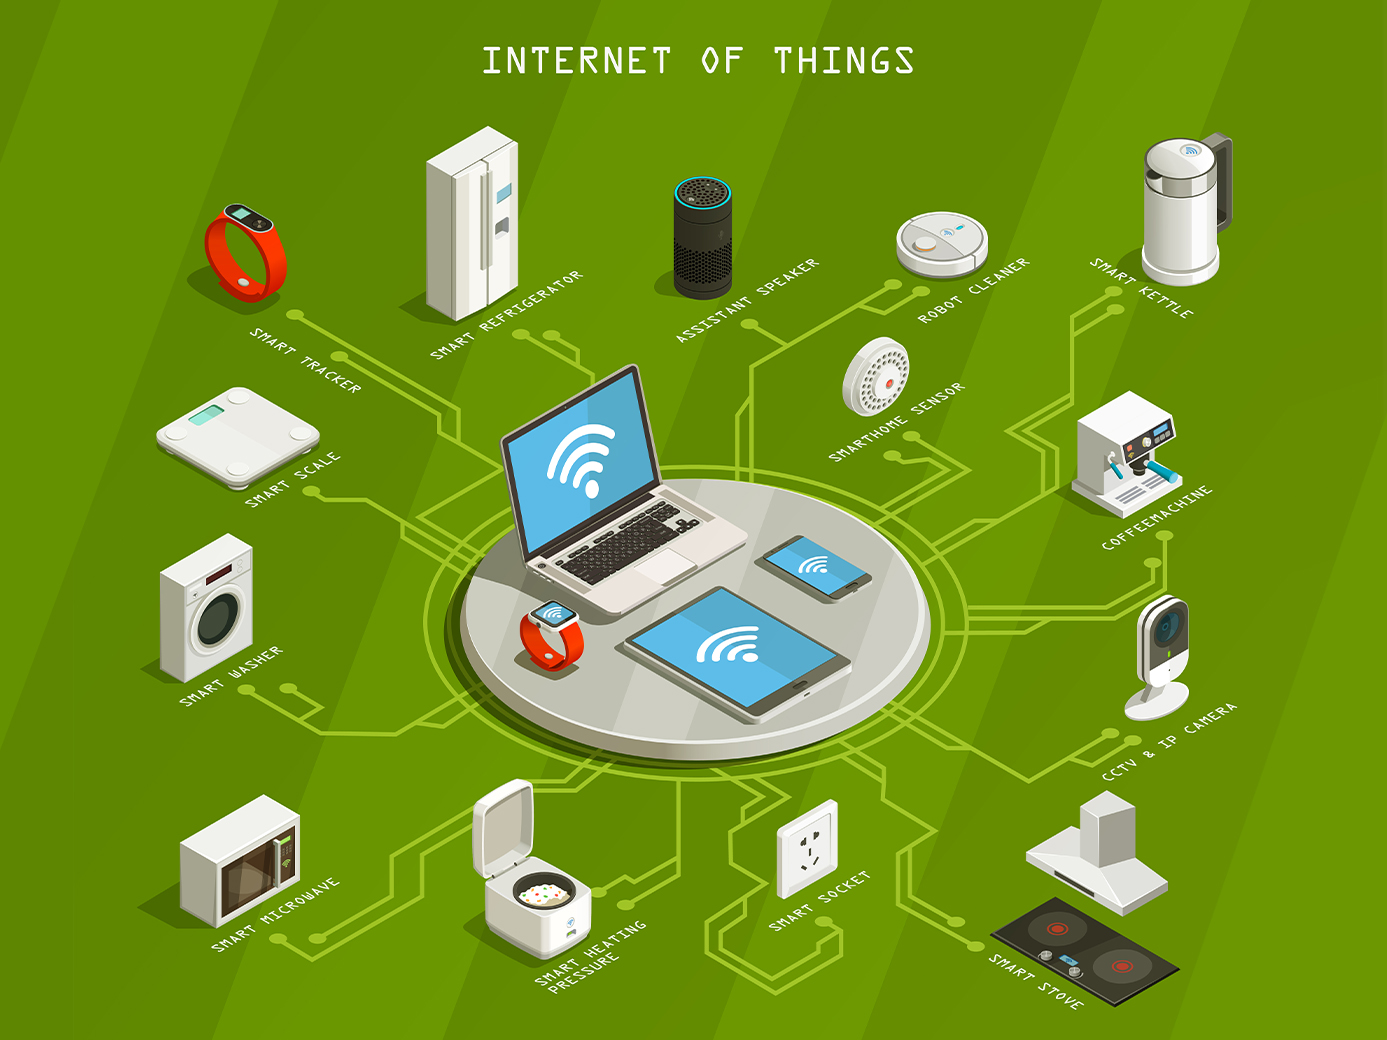 INTERNET OF THINGS
SMART TRACKER
SMART REFRIGERATOR
ASSISTANT SPEAKER
ROBOT CLEANER
SMART KETTLE
SMART SCALE
SMARTHOME SENSOR
COFFEEMACHINE
SMART WASHER
CCTV & IP CAMERA
SMART MICROWAVE
SMART HEATING
PRESSURE
SMART SOCKET
SMART STOVE